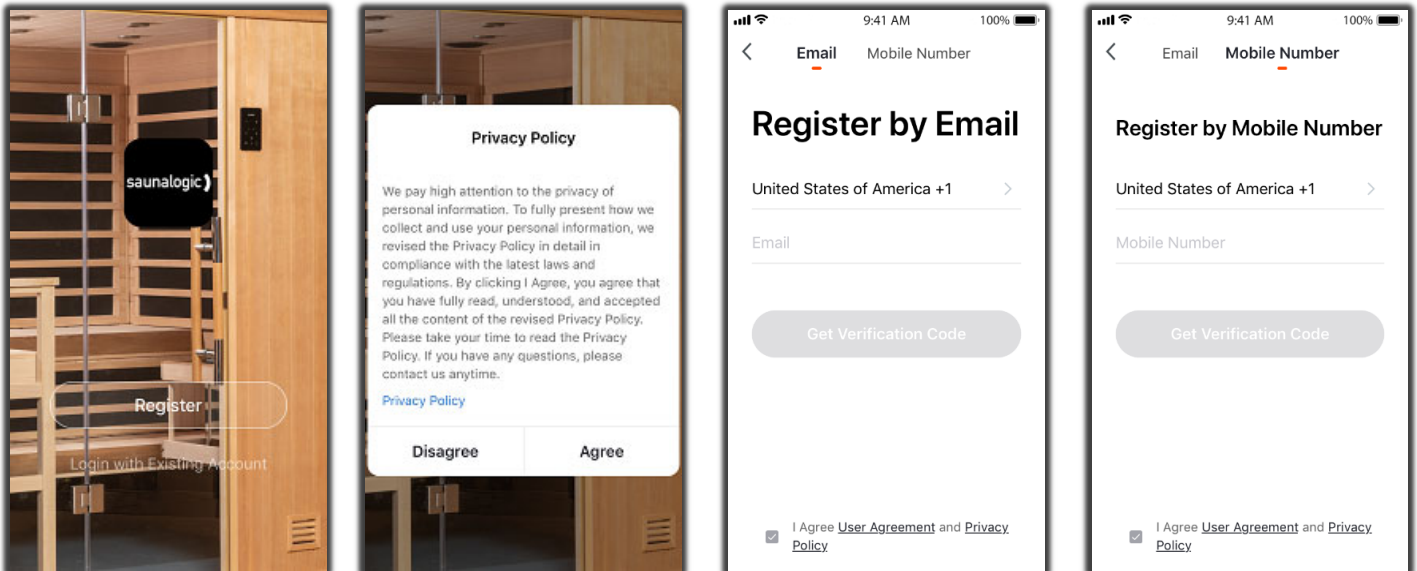 saunalogic
Register
Login with Existing Account
Privacy Policy
We pay high attention to the privacy of
personal information. To fully present how we
collect and use your personal information, we
revised the Privacy Policy in detail in
compliance with the latest laws and
regulations. By clicking I Agree, you agree that
you have fully read, understood, and accepted
all the content of the revised Privacy Policy.
Please take your time to read the Privacy
Policy. If you have any questions, please
contact us anytime.
Privacy Policy
Disagree Agree
9:41 AM 100%
Email Mobile Number
Register by Email
United States of America +1
Email
Get Verification Code
I Agree User Agreement and Privacy
Policy
9:41 AM 100%
Email Mobile Number
Register by Mobile Number
United States of America +1
Mobile Number
Get Verification Code
I Agree User Agreement and Privacy
Policy